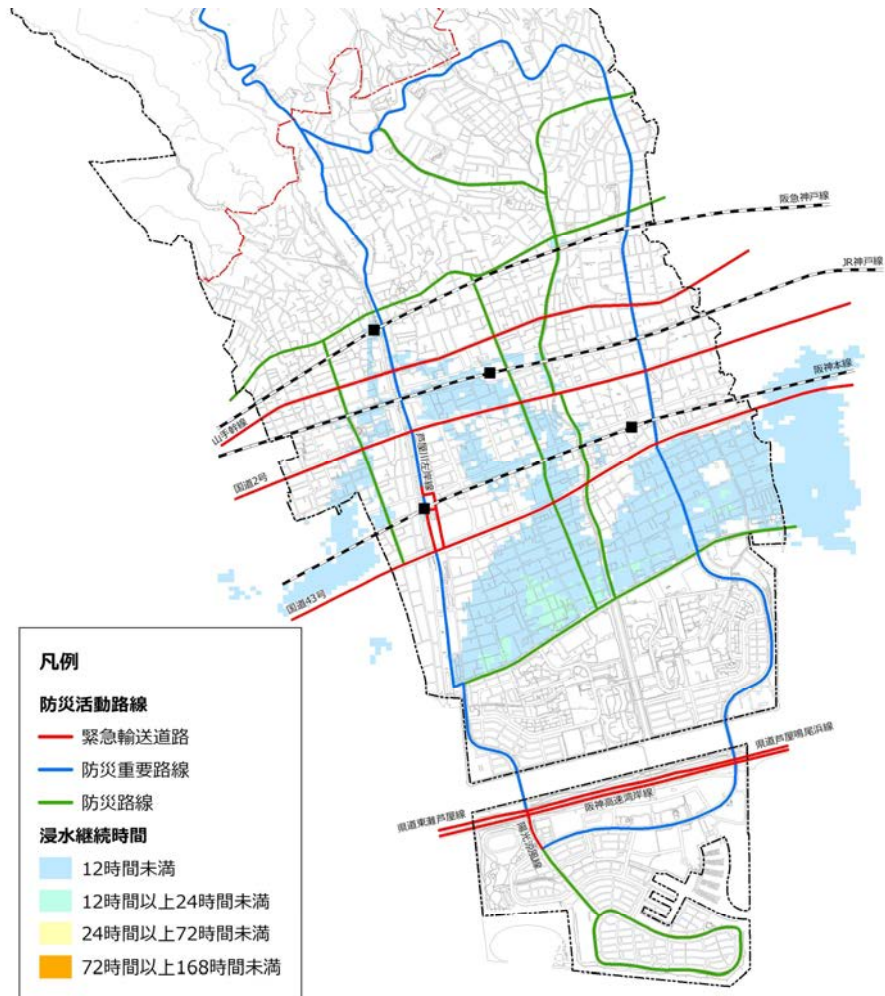 阪急神戸線
JR神戸線
阪神本線
山手幹線
国道2号
芦屋川左岸線
国道43号
凡例
防災活動路線
緊急輸送道路
防災重要路線
防災路線
浸水継続時間
12時間未満
12時間以上24時間未満
24時間以上72時間未満
72時間以上168時間未満
県道芦屋鳴尾浜線
阪神高速湾岸線
県道東灘芦屋線
陽光涼風線